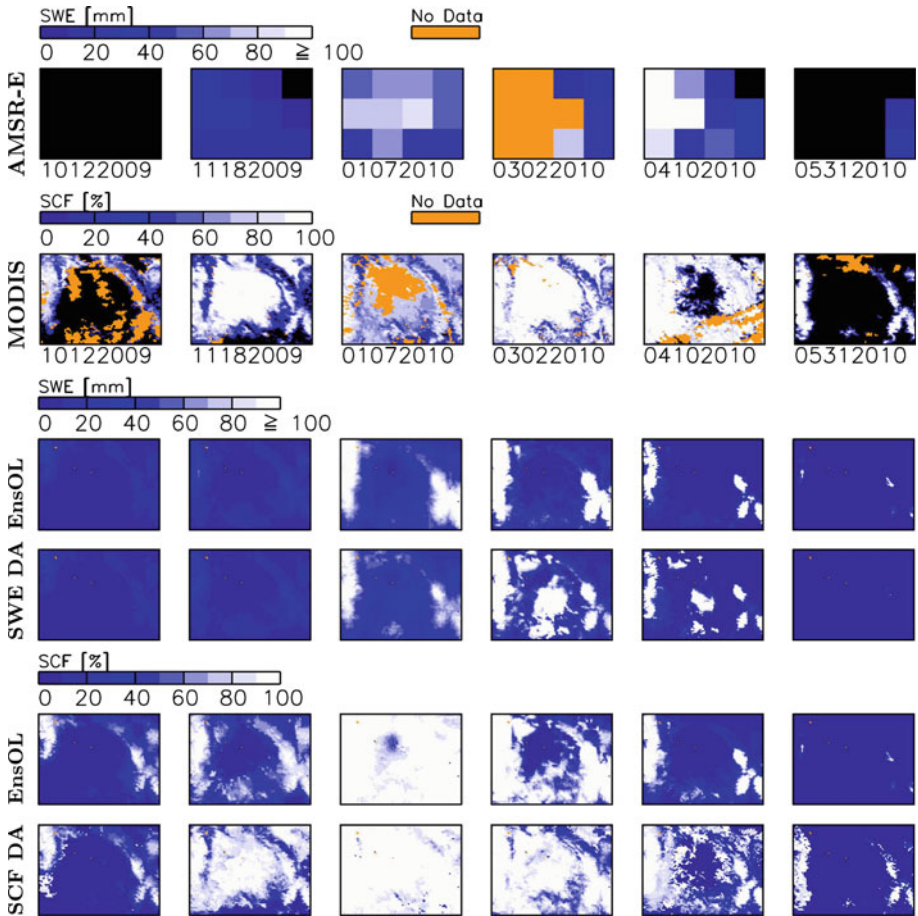 SWE [mm] No Data
0 20 40 60 80 ≧ 100
AMSR-E
10122009 11182009 01072010 03022010 04102010 05312010
SCF [%] No Data
0 20 40 60 80 100
MODIS
10122009 11182009 01072010 03022010 04102010 05312010
SWE [mm]
0 20 40 60 80 ≧ 100
EnsOL
SWE DA
SCF [%]
0 20 40 60 80 100
EnsOL
SCF DA